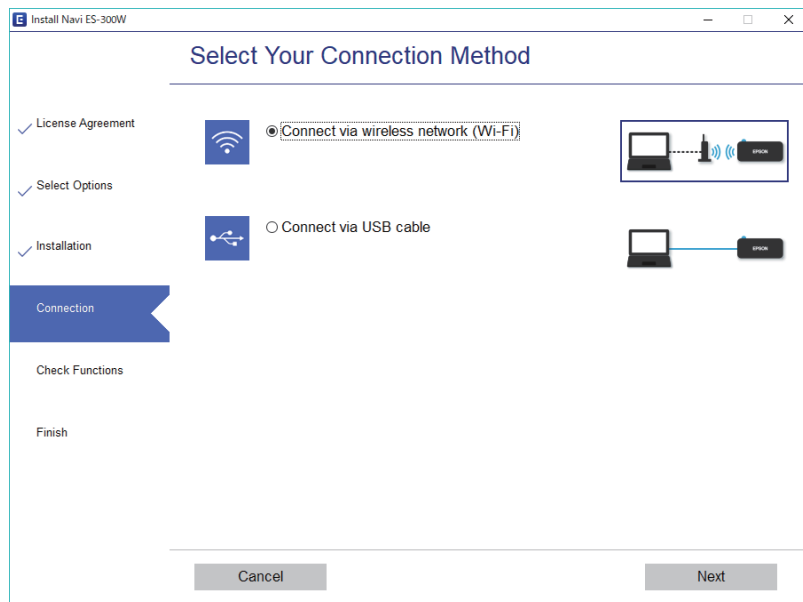 Install Navi ES-300W
Select Your Connection Method
License Agreement
Select Options
Installation
Connection
Check Functions
Finish
Connect via wireless network (Wi-Fi)
EPSON
Connect via USB cable
EPSON
Cancel
Next